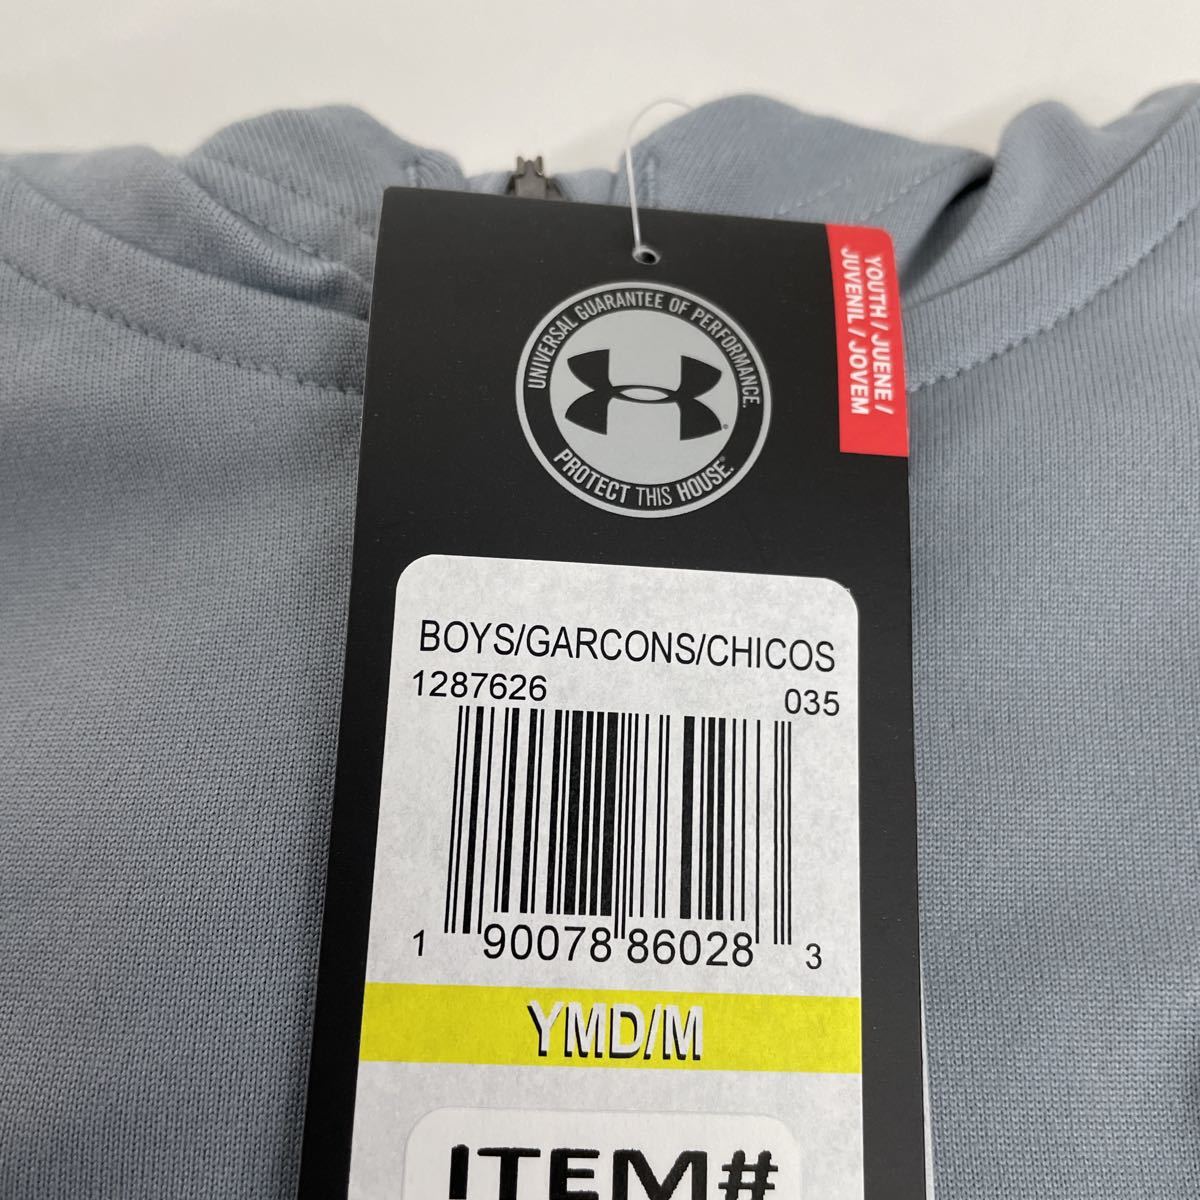 UNIVERSAL GUARANTEE OF PERFORMANCE.
PROTECT THIS HOUSE.
YOUTH / JUENE /
JUVENIL / JOVEM
BOYS/GARCONS/CHICOS
1287626 035
1 90078 86028 3
YMD/M
ITEM#